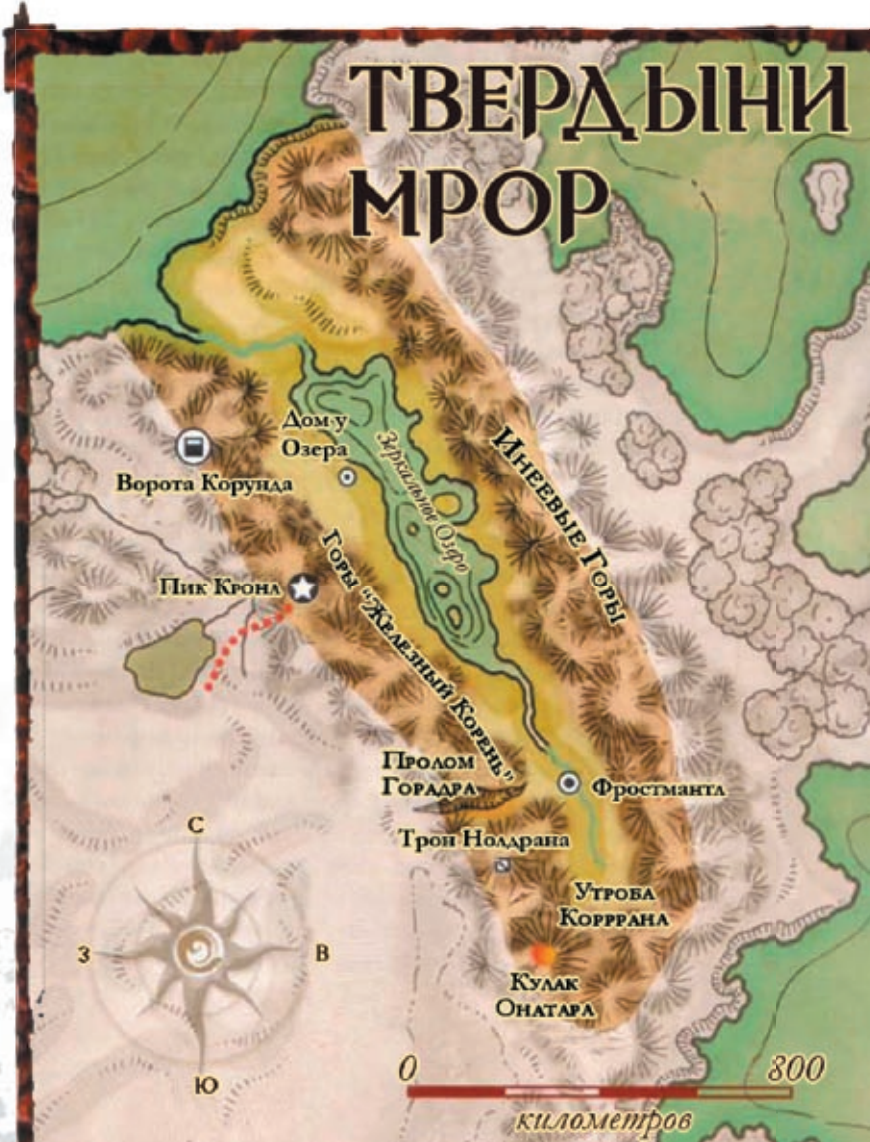 ТВЕРДЫНИ
МРОР
Дом у
Озера
Зеркальное Озеро
Инеевые Горы
Ворота Корунда
Пик Кронл
Горы "Железный Корень"
Пролом
Горадра
Фростмантл
Трон Нолдрана
Утроба
Корррана
Кулак
Онатара
С
З
В
Ю
0
800
километров